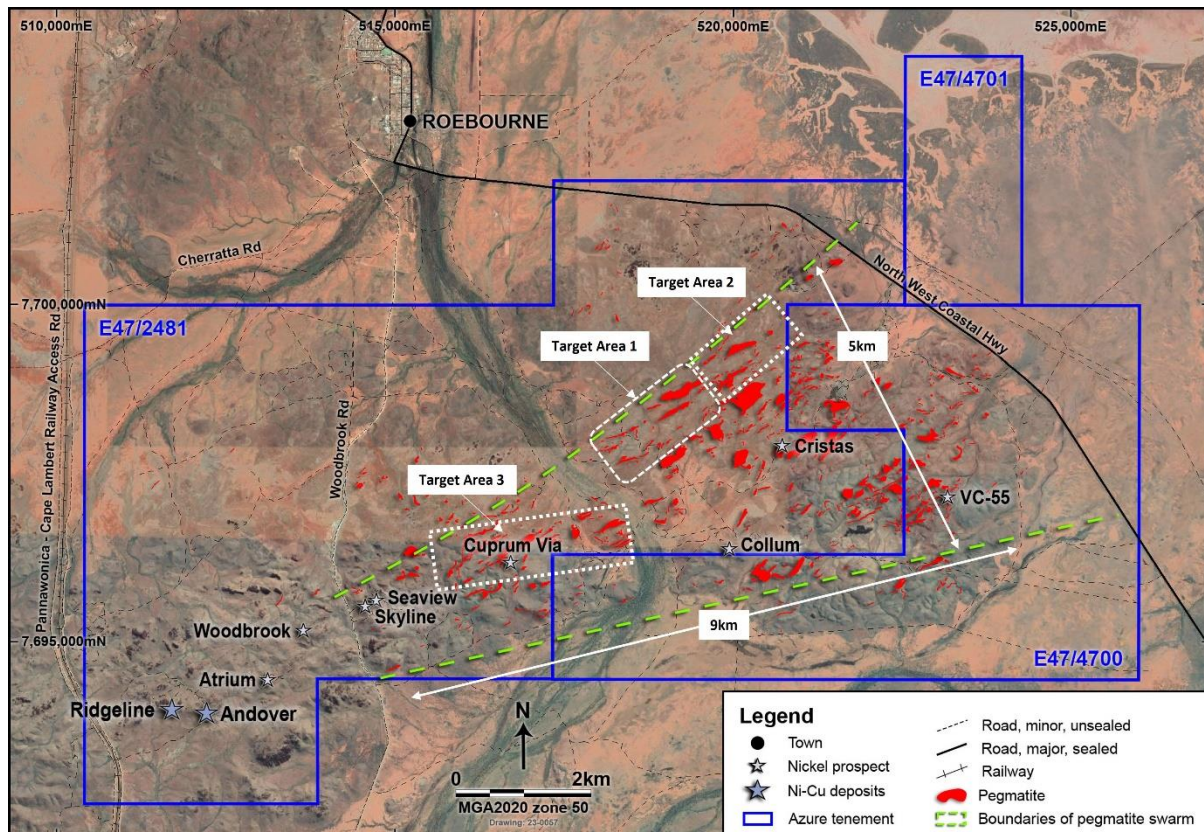 510,000mE
515,000mE
520,000mE
525,000mE
E47/4701
ROEBOURNE
Cherratta Rd
North West Coastal Hwy
Target Area 2
7,700,000mN
E47/2481
Target Area 1
5km
Pannawonica - Cape Lambert Railway Access Rd
Woodbrook Rd
Cristas
Target Area 3
VC-55
Cuprum Via
Collum
Seaview
Skyline
Woodbrook
7,695,000mN
9km
E47/4700
Atrium
Ridgeline
Andover
N
0
2km
MGA2020 zone 50
Drawing: 23-0057
Legend
Town
Nickel prospect
Ni-Cu deposits
Azure tenement
Road, minor, unsealed
Road, major, sealed
Railway
Pegmatite
Boundaries of pegmatite swarm